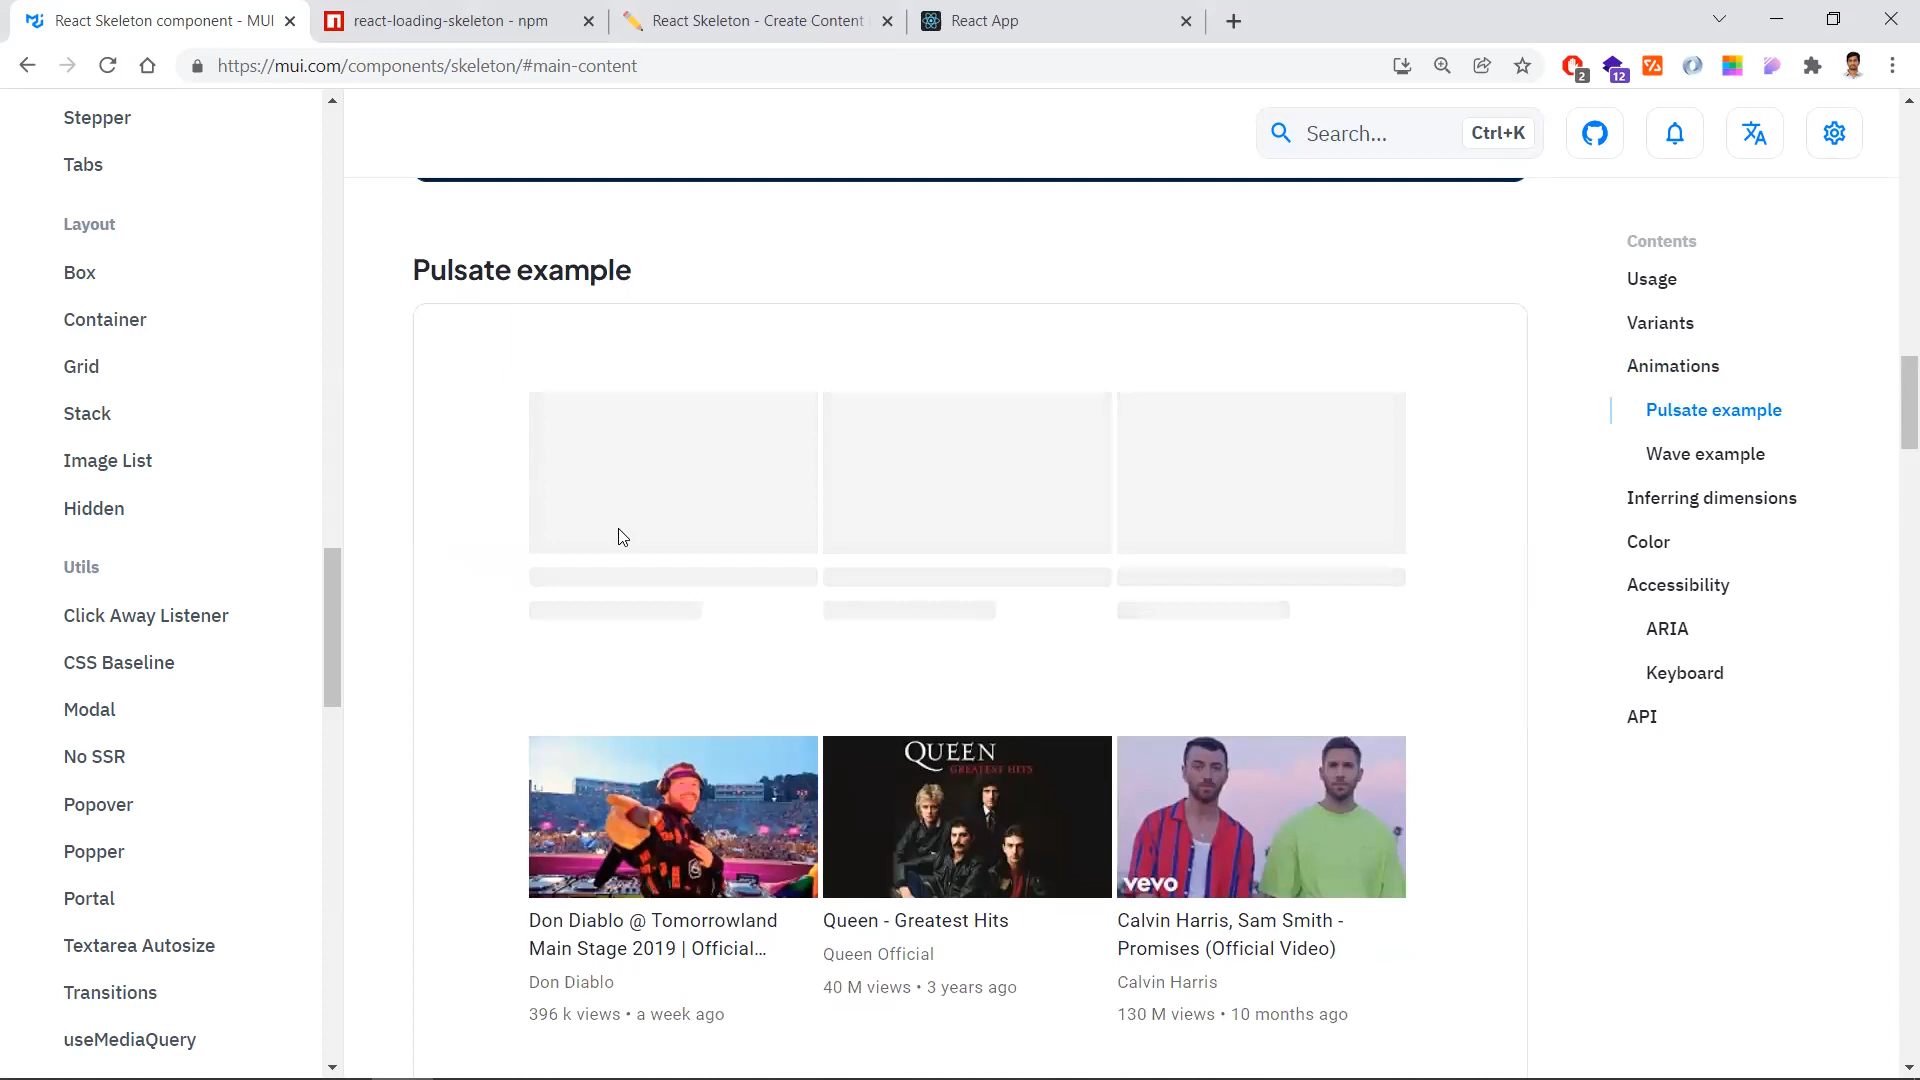 React Skeleton component - MUI
react-loading-skeleton - npm
React Skeleton - Create Content
React App
https://mui.com/components/skeleton/#main-content
2
12
Stepper
Tabs
Layout
Box
Container
Grid
Stack
Image List
Hidden
Utils
Click Away Listener
CSS Baseline
Modal
No SSR
Popover
Popper
Portal
Textarea Autosize
Transitions
useMediaQuery
Search...
Ctrl+K
Pulsate example
QUEEN
GREATEST HITS
vevo
Don Diablo @ Tomorrowland
Main Stage 2019 | Official...
Don Diablo
396 k views • a week ago
Queen - Greatest Hits
Queen Official
40 M views • 3 years ago
Calvin Harris, Sam Smith -
Promises (Official Video)
Calvin Harris
130 M views • 10 months ago
Contents
Usage
Variants
Animations
Pulsate example
Wave example
Inferring dimensions
Color
Accessibility
ARIA
Keyboard
API